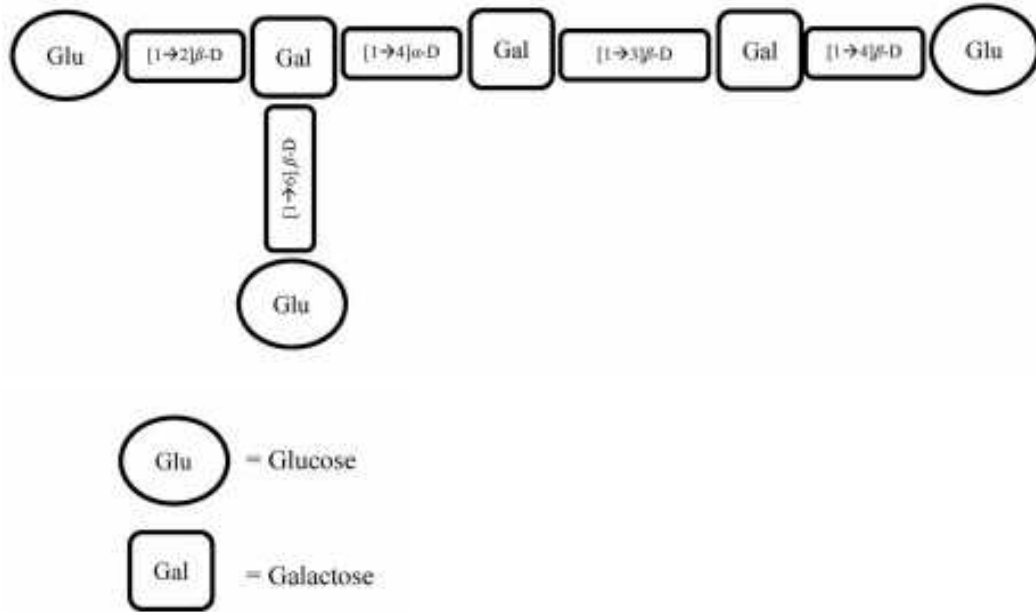 Glu [1→2]β-D Gal [1→4]α-D Gal [1→3]β-D Gal [1→4]β-D Glu
[1→6]β-D
Glu
Glu = Glucose
Gal = Galactose